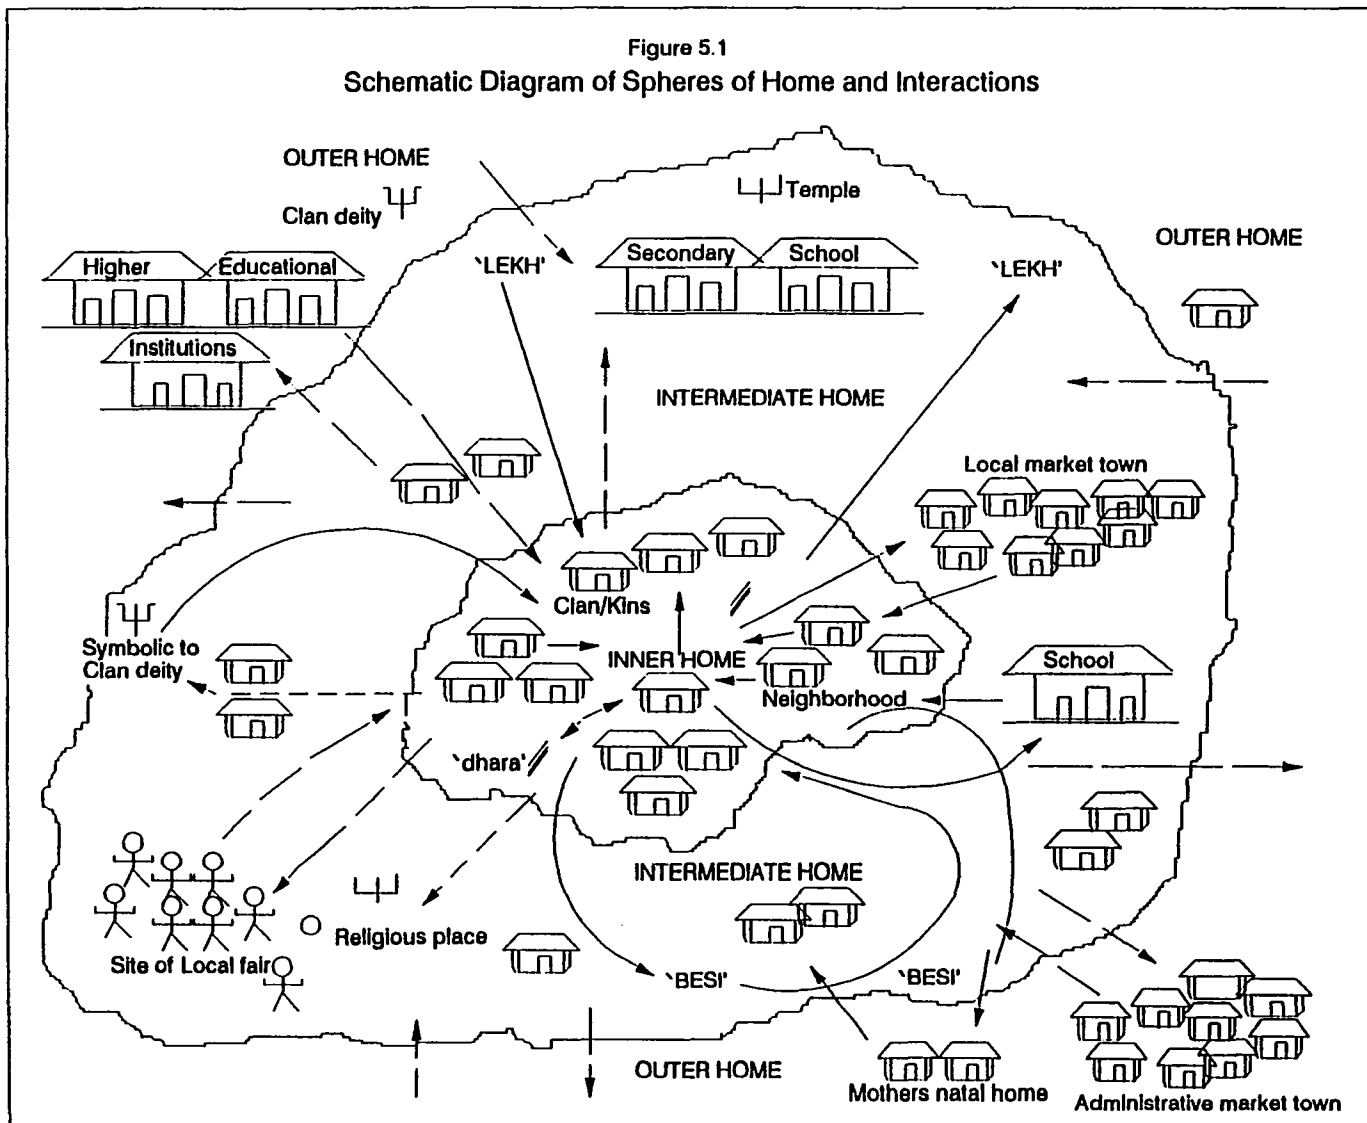 Figure 5.1
Schematic Diagram of Spheres of Home and Interactions
OUTER HOME
Clan deity
Temple
OUTER HOME
Higher Educational
Institutions
`LEKH'
Secondary School
`LEKH'
INTERMEDIATE HOME
Local market town
Clan/Kins
Symbolic to
Clan deity
INNER HOME
Neighborhood
School
`dhara'
INTERMEDIATE HOME
Religious place
Site of Local fair
`BESI'
`BESI'
OUTER HOME
Mothers natal home
Administrative market town